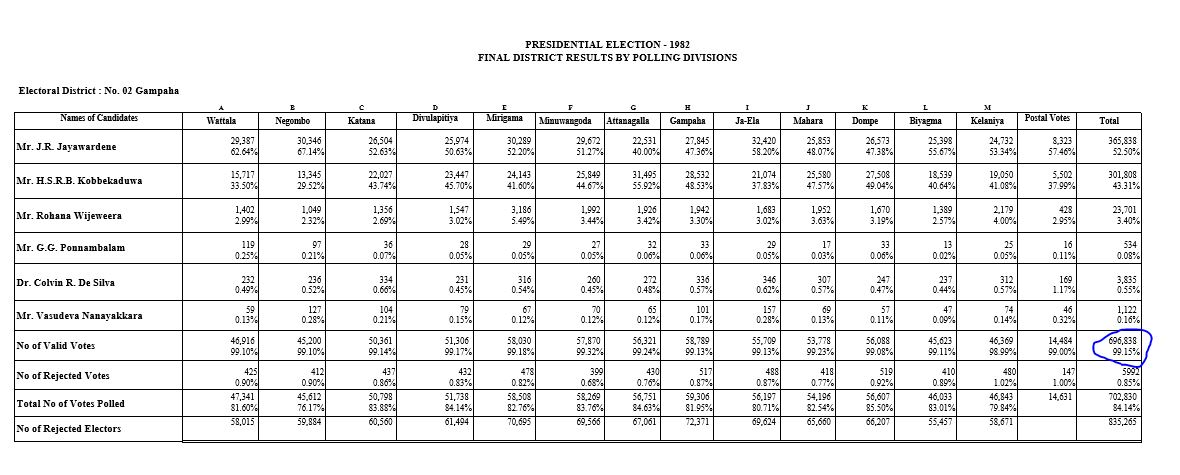 PRESIDENTIAL ELECTION - 1982
FINAL DISTRICT RESULTS BY POLLING DIVISIONS
Electoral District : No. 02 Gampaha
A B C D E F G H I J K L M
Names of Candidates Wattala Negombo Katana Divulapitiya Mirigama Minuwangoda Attanagalla Gampaha Ja-Ela Mahara Dompe Biyagma Kelaniya Postal Votes Total
Mr. J.R. Jayawardene 29,387 30,346 26,504 25,974 30,289 29,672 22,531 27,845 32,420 25,853 26,573 25,398 24,732 8,323 365,838
62.64% 67.14% 52.63% 50.63% 52.20% 51.27% 40.00% 47.36% 58.20% 48.07% 47.38% 55.67% 53.34% 57.46% 52.50%
Mr. H.S.R.B. Kobbekaduwa 15,717 13,345 22,027 23,447 24,143 25,849 31,495 28,532 21,074 25,580 27,508 18,539 19,050 5,502 301,808
33.50% 29.52% 43.74% 45.70% 41.60% 44.67% 55.92% 48.53% 37.83% 47.57% 49.04% 40.64% 41.08% 37.99% 43.31%
Mr. Rohana Wijeweera 1,402 1,049 1,356 1,547 3,186 1,992 1,926 1,942 1,683 1,952 1,670 1,389 2,179 428 23,701
2.99% 2.32% 2.69% 3.02% 5.49% 3.44% 3.42% 3.30% 3.02% 3.63% 3.19% 2.57% 4.00% 2.95% 3.40%
Mr. G.G. Ponnambalam 119 97 36 28 29 27 32 33 29 17 33 13 25 16 534
0.25% 0.21% 0.07% 0.05% 0.05% 0.05% 0.06% 0.06% 0.05% 0.03% 0.06% 0.02% 0.05% 0.11% 0.08%
Dr. Colvin R. De Silva 232 236 334 231 316 260 272 336 346 307 247 237 312 169 3,835
0.49% 0.52% 0.66% 0.45% 0.54% 0.45% 0.48% 0.57% 0.62% 0.57% 0.47% 0.44% 0.57% 1.17% 0.55%
Mr. Vasudeva Nanayakkara 59 127 104 79 67 70 65 101 157 69 57 47 74 46 1,122
0.13% 0.28% 0.21% 0.15% 0.12% 0.12% 0.12% 0.17% 0.28% 0.13% 0.11% 0.09% 0.14% 0.32% 0.16%
No of Valid Votes 46,916 45,200 50,361 51,306 58,030 57,870 56,321 58,789 55,709 53,778 56,088 45,623 46,369 14,484 696,838
99.10% 99.10% 99.14% 99.17% 99.18% 99.32% 99.24% 99.13% 99.13% 99.23% 99.08% 99.11% 98.99% 99.00% 99.15%
No of Rejected Votes 425 412 437 432 478 399 430 517 488 418 519 410 480 147 5992
0.90% 0.90% 0.86% 0.83% 0.82% 0.68% 0.76% 0.87% 0.87% 0.77% 0.92% 0.89% 1.02% 1.00% 0.85%
Total No of Votes Polled 47,341 45,612 50,798 51,738 58,508 58,269 56,751 59,306 56,197 54,196 56,607 46,033 46,843 14,631 702,830
81.60% 76.17% 83.88% 84.14% 82.76% 83.76% 84.63% 81.95% 80.71% 82.54% 85.50% 83.01% 79.84% 84.14%
No of Rejected Electors 58,015 59,884 60,560 61,494 70,695 69,566 67,061 72,371 69,624 65,660 66,207 55,457 58,671 835,265